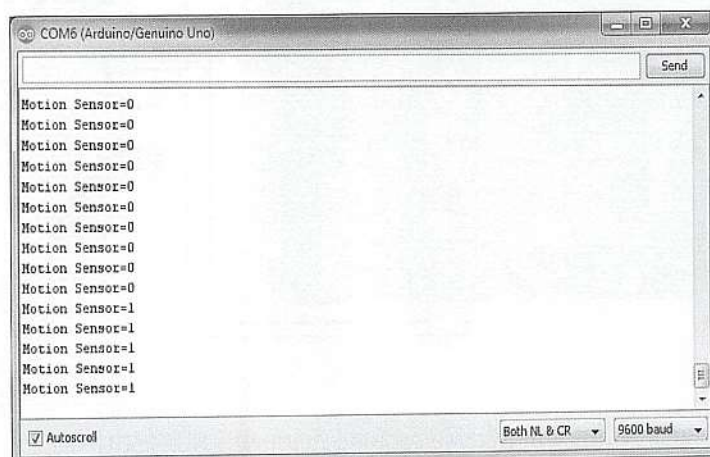 COM6 (Arduino/Genuino Uno)
Send
Motion Sensor=0
Motion Sensor=0
Motion Sensor=0
Motion Sensor=0
Motion Sensor=0
Motion Sensor=0
Motion Sensor=0
Motion Sensor=0
Motion Sensor=0
Motion Sensor=0
Motion Sensor=1
Motion Sensor=1
Motion Sensor=1
Motion Sensor=1
Motion Sensor=1
Autoscroll Both NL & CR 9600 baud